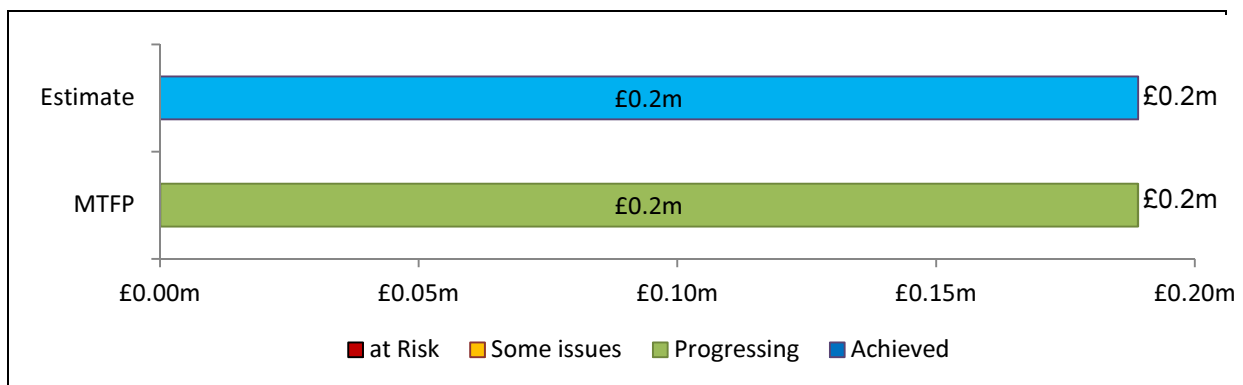 Estimate £0.2m £0.2m
MTFP £0.2m £0.2m
£0.00m £0.05m £0.10m £0.15m £0.20m
at Risk Some issues Progressing Achieved